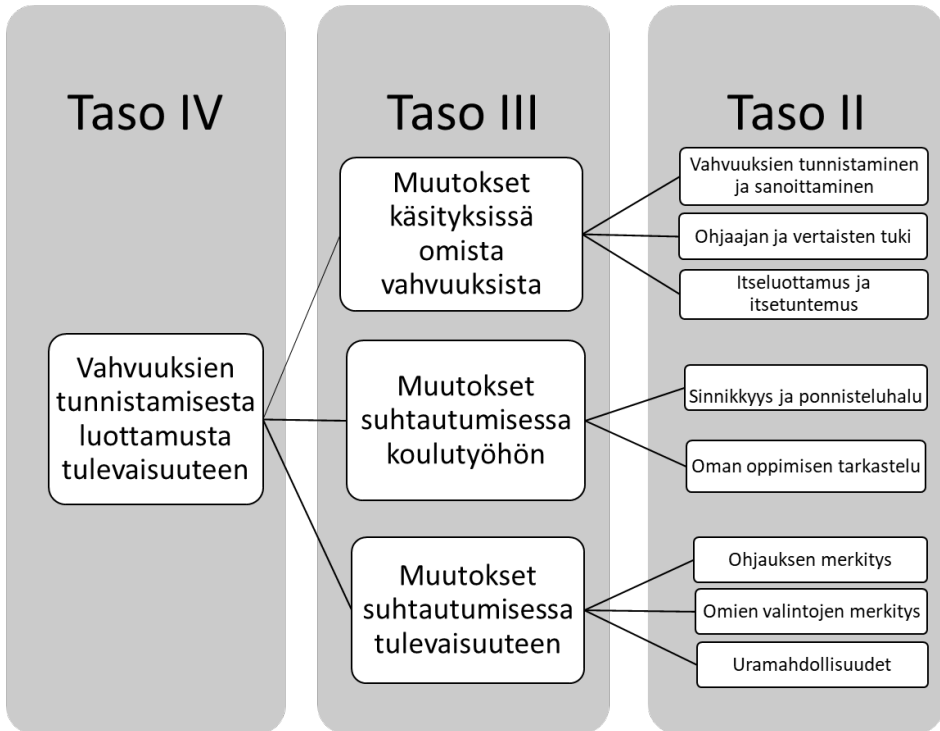 Taso IV
Vahvuuksien
tunnistamisesta
luottamusta
tulevaisuuteen
Taso III
Muutokset
käsityksissä
omista
vahvuuksista
Muutokset
suhtautumisessa
koulutyöhön
Muutokset
suhtautumisessa
tulevaisuuteen
Taso II
Vahvuuksien tunnistaminen
ja sanoittaminen
Ohjaajan ja vertaisten tuki
Itseluottamus ja
itsetuntemus
Sinnikkyys ja ponnisteluhalu
Oman oppimisen tarkastelu
Ohjauksen merkitys
Omien valintojen merkitys
Uramahdollisuudet